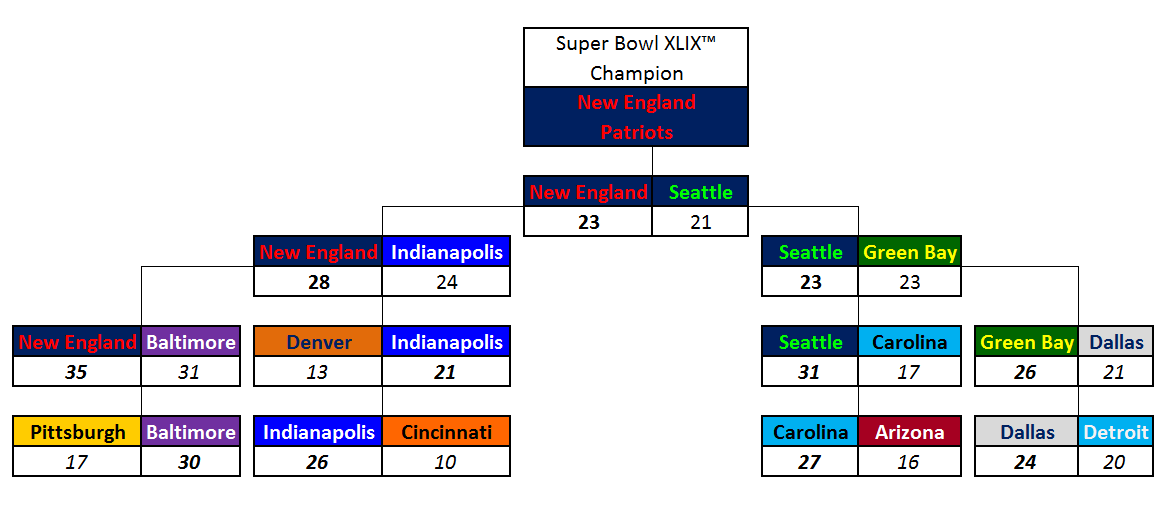 Super Bowl XLIX™
Champion
New England
Patriots
New England Seattle
23 21
New England Indianapolis
28 24
Seattle Green Bay
23 23
New England Baltimore
35 31
Denver Indianapolis
13 21
Seattle Carolina
31 17
Green Bay Dallas
26 21
Pittsburgh Baltimore
17 30
Indianapolis Cincinnati
26 10
Carolina Arizona
27 16
Dallas Detroit
24 20